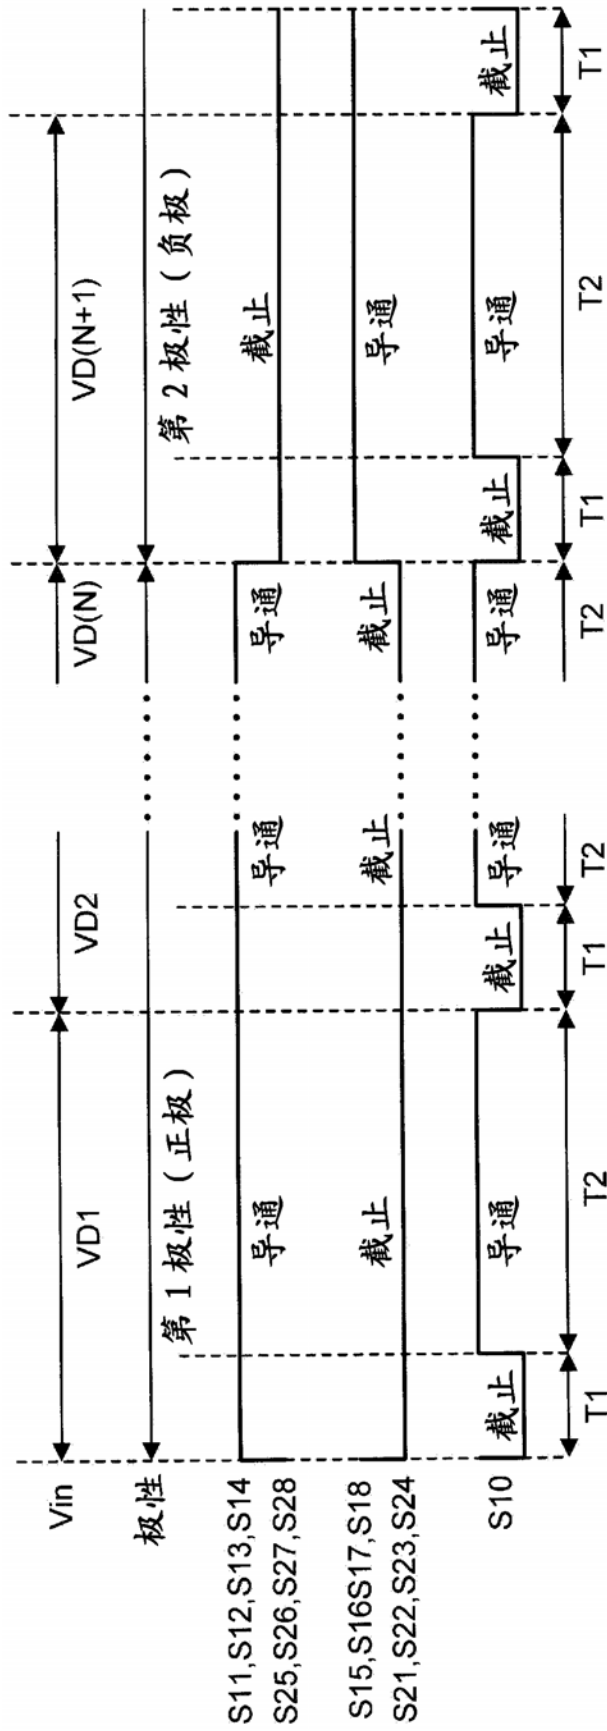 Vin
VD1
VD2
VD(N)
VD(N+1)
极性
第1极性(正极)
第2极性(负极)
S11,S12,S13,S14
S25,S26,S27,S28
导通
导通
导通
截止
S15,S16S17,S18
S21,S22,S23,S24
截止
截止
截止
导通
S10
截止
导通
截止
导通
导通
截止
导通
截止
T1
T2
T1
T2
T2
T1
T2
T1